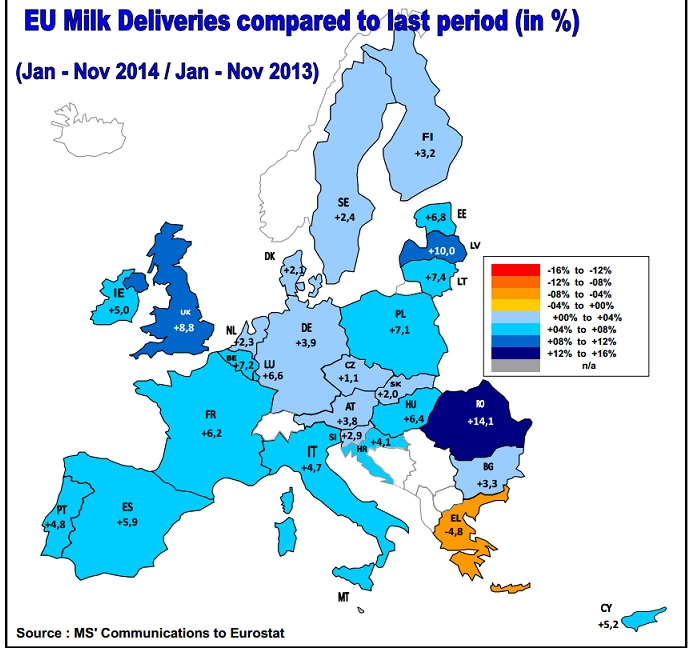 EU Milk Deliveries compared to last period (in %)
(Jan - Nov 2014 / Jan - Nov 2013)
FI
+3,2
SE
+2,4
+6,8 EE
LV
+10,0
+7,4 LT
DK
+2,1
IE
+5,0
UK
+8,8
-16% to -12%
-12% to -08%
-08% to -04%
-04% to +00%
+00% to +04%
+04% to +08%
+08% to +12%
+12% to +16%
n/a
NL
+2,3
DE
+3,9
PL
+7,1
BE
+7,2
LU
+6,6
CZ
+1,1
SK
+2,0
AT
+3,8
HU
+6,4
RO
+14,1
FR
+6,2
SI
+2,9
HR
+4,1
IT
+4,7
BG
+3,3
PT
+4,8
ES
+5,9
EL
-4,8
MT
CY
+5,2
Source : MS' Communications to Eurostat